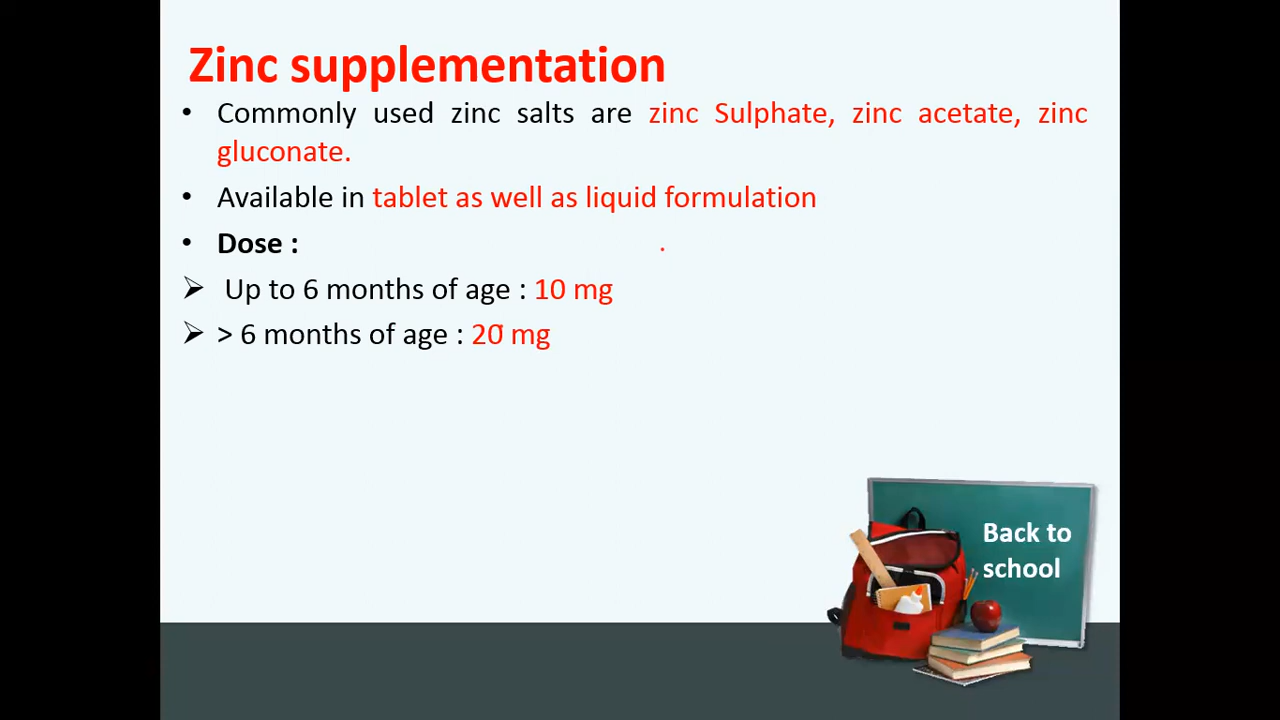 Zinc supplementation
• Commonly used zinc salts are zinc Sulphate, zinc acetate, zinc
gluconate.
• Available in tablet as well as liquid formulation
• Dose :
➢ Up to 6 months of age : 10 mg
➢ > 6 months of age : 20 mg
Back to
school